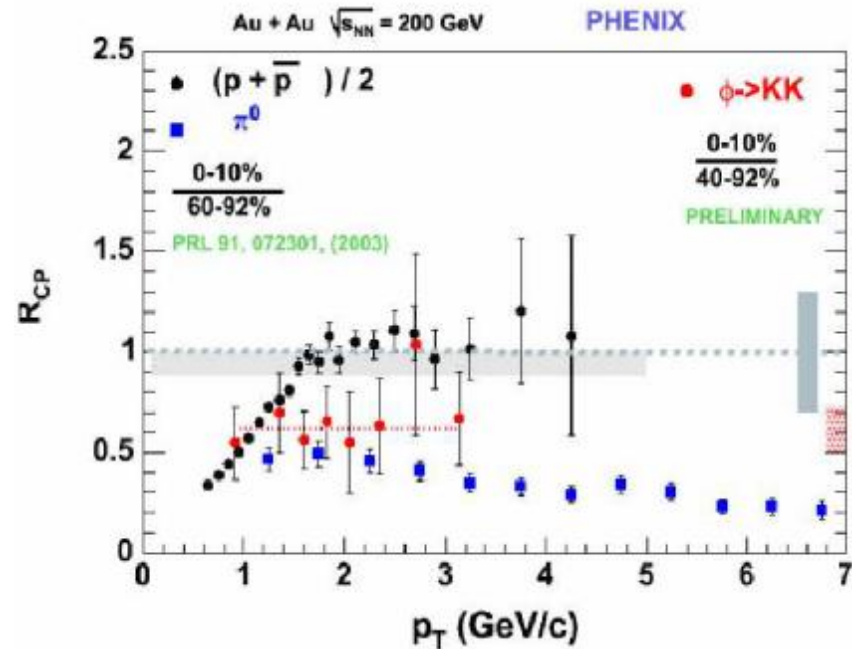 Au + Au √sNN = 200 GeV PHENIX
(p + p̅ ) / 2
π0
0-10%
60-92%
PRL 91, 072301, (2003)
ϕ->KK
0-10%
40-92%
PRELIMINARY
RCP
2.5
2
1.5
1
0.5
0
0 1 2 3 4 5 6 7
pT (GeV/c)